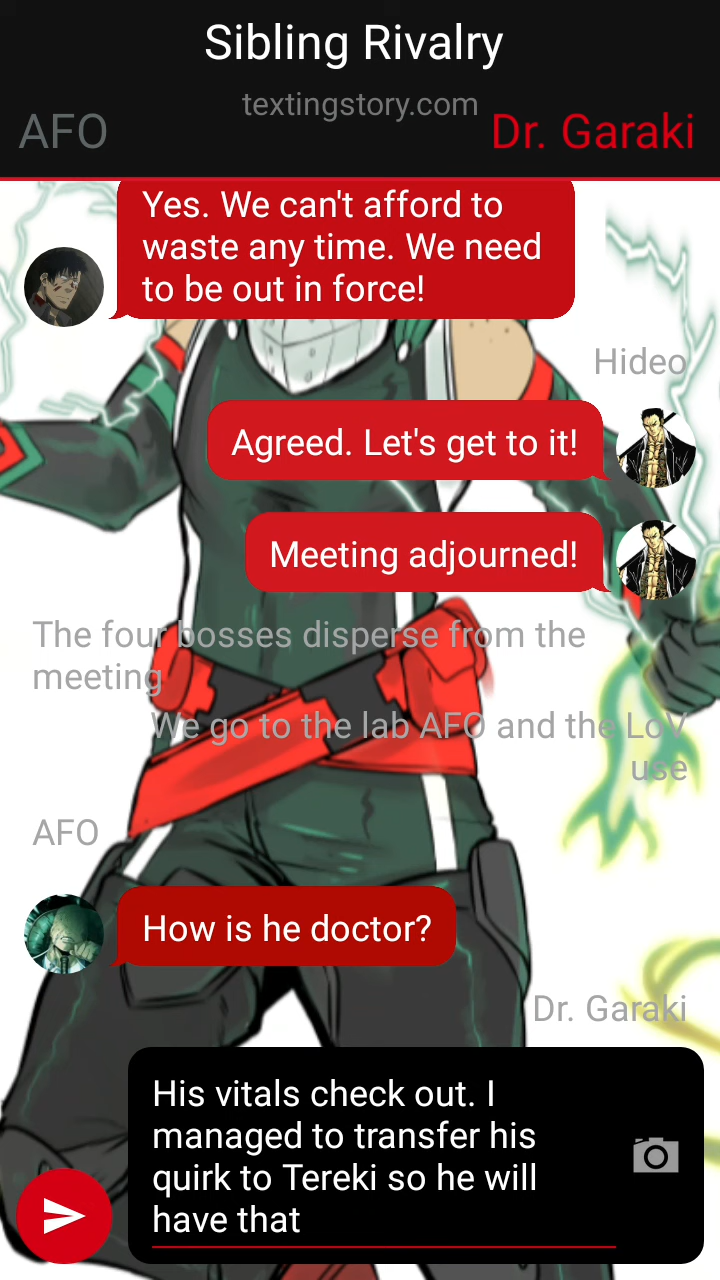 Sibling Rivalry
textingstory.com
AFO
Dr. Garaki
Yes. We can't afford to
waste any time. We need
to be out in force!
Hideo
Agreed. Let's get to it!
Meeting adjourned!
The four bosses disperse from the
meeting
We go to the lab AFO and the LoV
use
AFO
How is he doctor?
Dr. Garaki
His vitals check out. I
managed to transfer his
quirk to Tereki so he will
have that